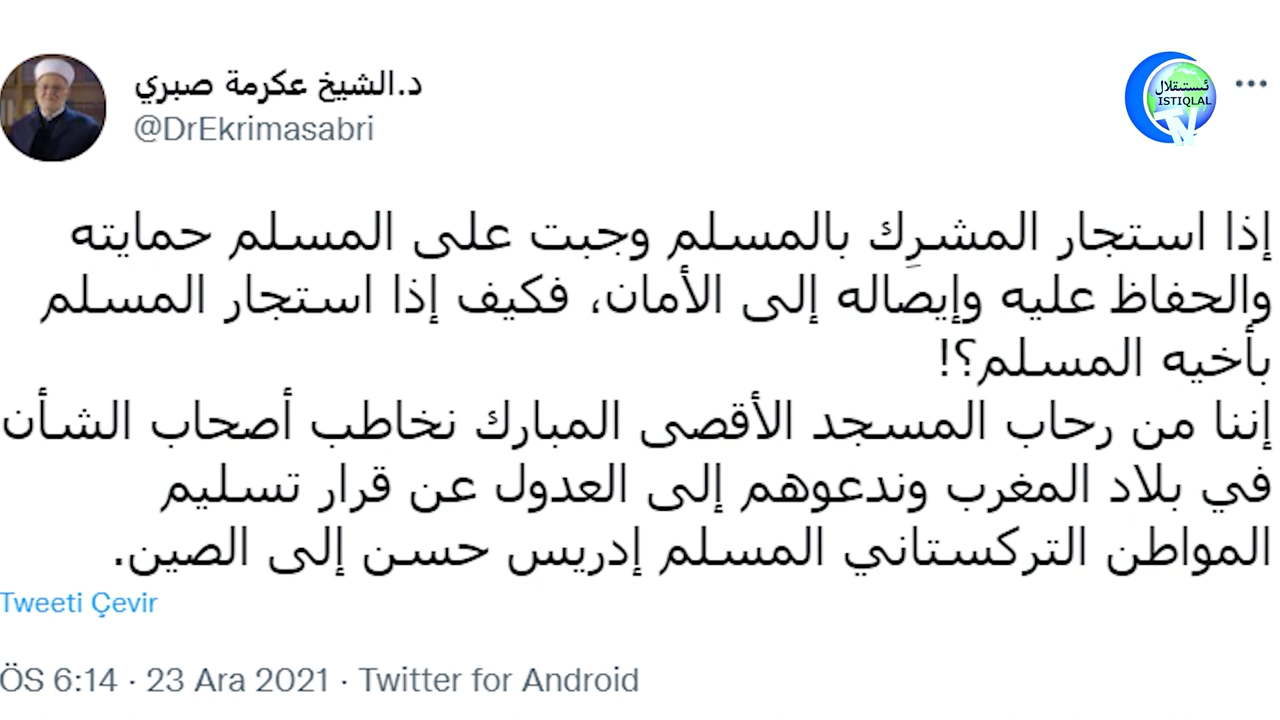 د.الشيخ عكرمة صبري
@DrEkrimasabri
ئىستىقلال
ISTIQLAL
TV
إذا استجار المشرِك بالمسلم وجبت على المسلم حمايته
والحفاظ عليه وإيصاله إلى الأمان، فكيف إذا استجار المسلم
بأخيه المسلم؟!
إننا من رحاب المسجد الأقصى المبارك نخاطب أصحاب الشأن
في بلاد المغرب وندعوهم إلى العدول عن قرار تسليم
المواطن التركستاني المسلم إدريس حسن إلى الصين.
Tweeti Çevir
ÖS 6:14 · 23 Ara 2021 · Twitter for Android